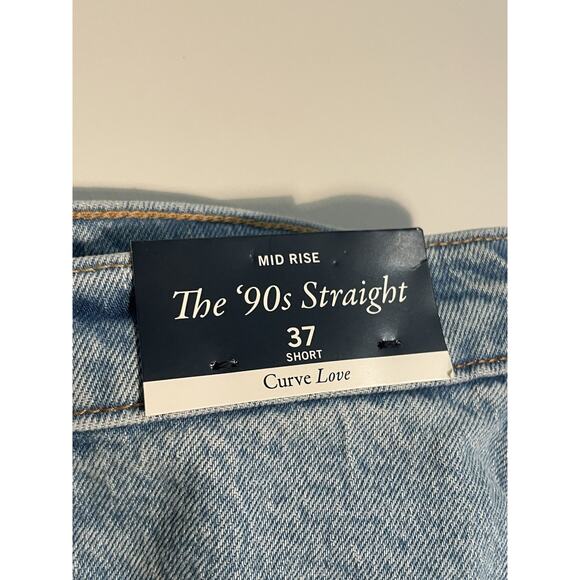 MID RISE
The ‘90s Straight
37
SHORT
Curve Love